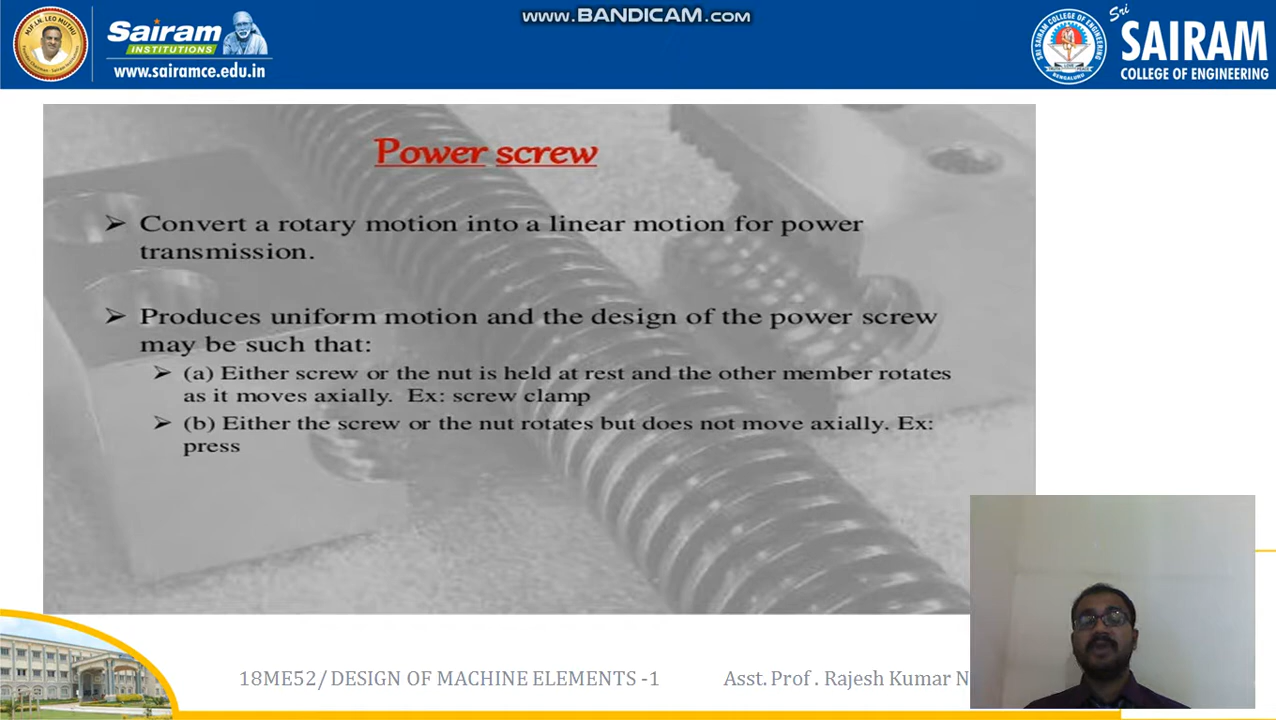 www.BANDICAM.com
Sairam
INSTITUTIONS
www.sairamce.edu.in
Sri
SAIRAM
COLLEGE OF ENGINEERING
Power screw
➢ Convert a rotary motion into a linear motion for power
transmission.
➢ Produces uniform motion and the design of the power screw
may be such that:
➢ (a) Either screw or the nut is held at rest and the other member rotates
as it moves axially. Ex: screw clamp
➢ (b) Either the screw or the nut rotates but does not move axially. Ex:
press
18ME52/ DESIGN OF MACHINE ELEMENTS -1 Asst. Prof . Rajesh Kumar N